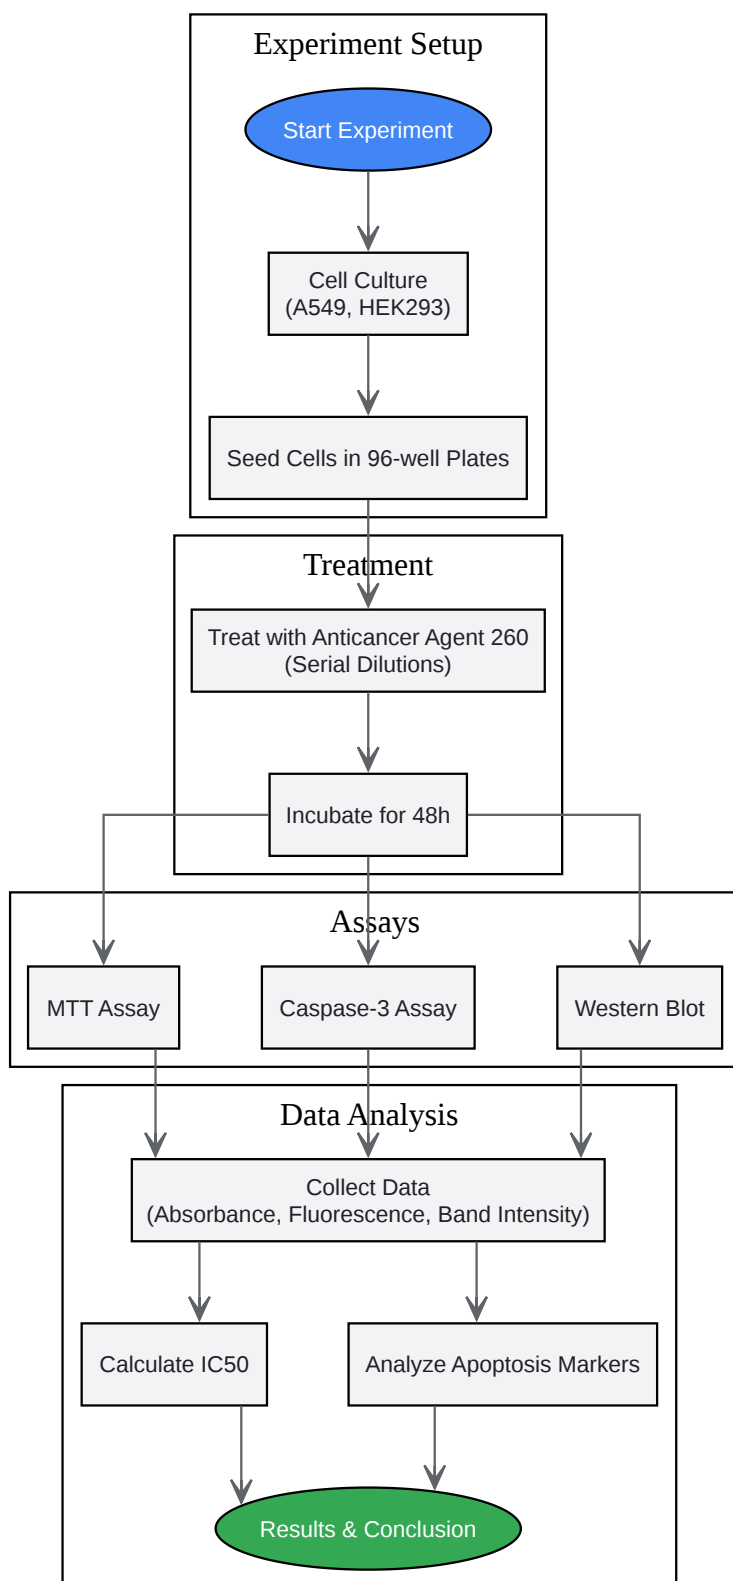 Experiment Setup
Start Experiment
Cell Culture
(A549, HEK293)
Seed Cells in 96-well Plates
Treatment
Treat with Anticancer Agent 260
(Serial Dilutions)
Incubate for 48h
Assays
MTT Assay
Caspase-3 Assay
Western Blot
Data Analysis
Collect Data
(Absorbance, Fluorescence, Band Intensity)
Calculate IC50
Analyze Apoptosis Markers
Results & Conclusion